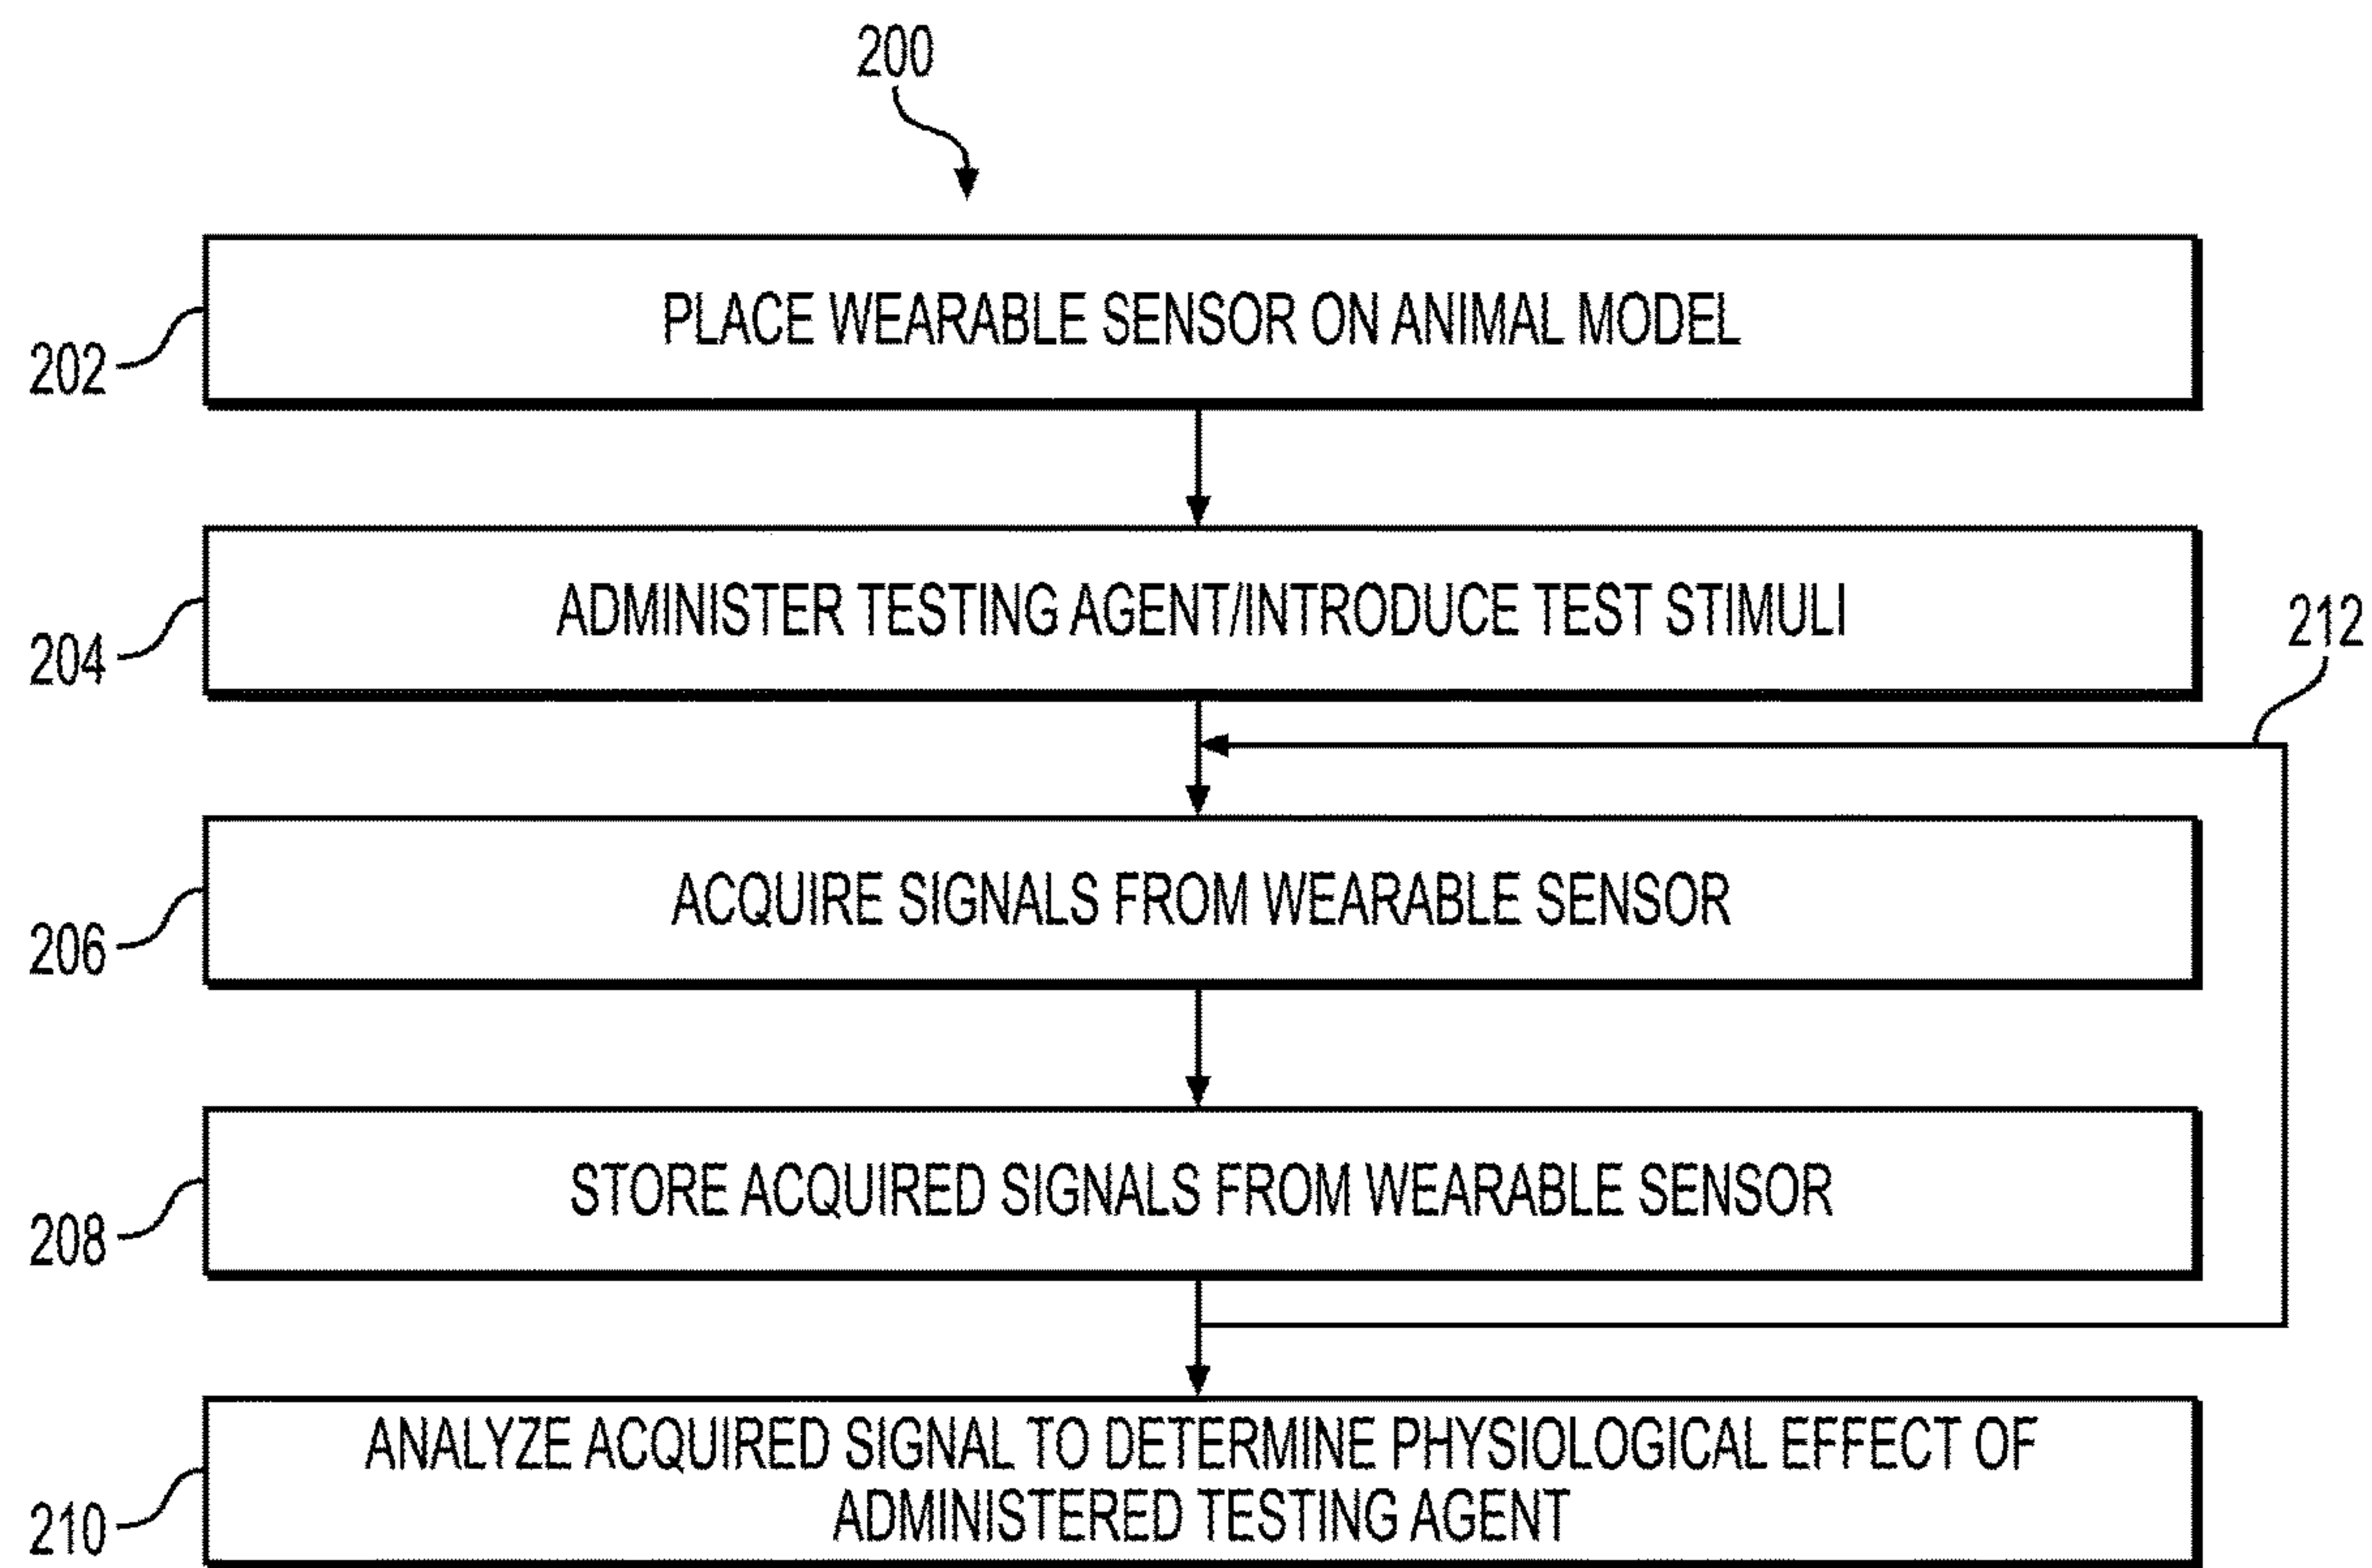 200
PLACE WEARABLE SENSOR ON ANIMAL MODEL
202
ADMINISTER TESTING AGENT/INTRODUCE TEST STIMULI
204
212
ACQUIRE SIGNALS FROM WEARABLE SENSOR
206
STORE ACQUIRED SIGNALS FROM WEARABLE SENSOR
208
ANALYZE ACQUIRED SIGNAL TO DETERMINE PHYSIOLOGICAL EFFECT OF
ADMINISTERED TESTING AGENT
210